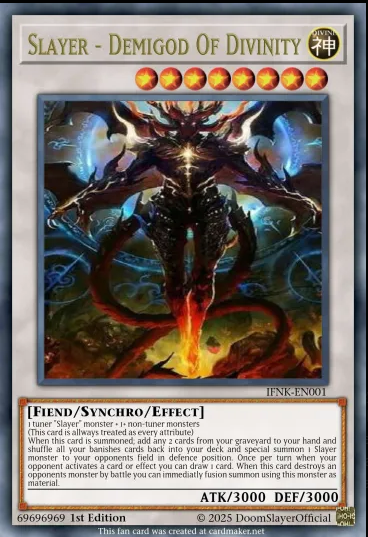 SLAYER - DEMIGOD OF DIVINITY
DIVINE
神
IFNK-EN001
[FIEND/SYNCHRO/EFFECT]
1 tuner "Slayer" monster + 1+ non-tuner monsters
(This card is allways treated as every attribute)
When this card is summoned; add any 2 cards from your graveyard to your hand and
shuffle all your banishes cards back into your deck and special summon 1 Slayer
monster to your opponents field in defence position. Once per turn when your
opponent activates a card or effect you can draw 1 card. When this card destroys an
opponents monster by battle you can immediatly fusion summon using this monster as
material.
ATK/3000 DEF/3000
69696969 1st Edition
© 2025 DoomSlayerOfficial
This fan card was created at cardmaker.net